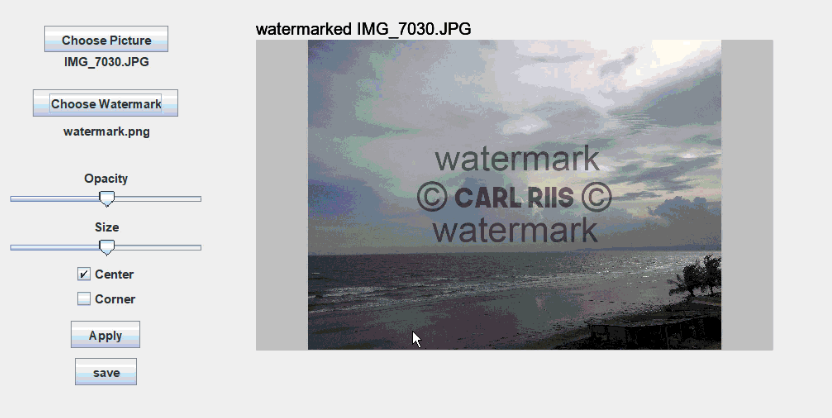 Choose Picture
IMG_7030.JPG
Choose Watermark
watermark.png
Opacity
Size
Center
Corner
Apply
save
watermarked IMG_7030.JPG
watermark
© CARL RIIS ©
watermark